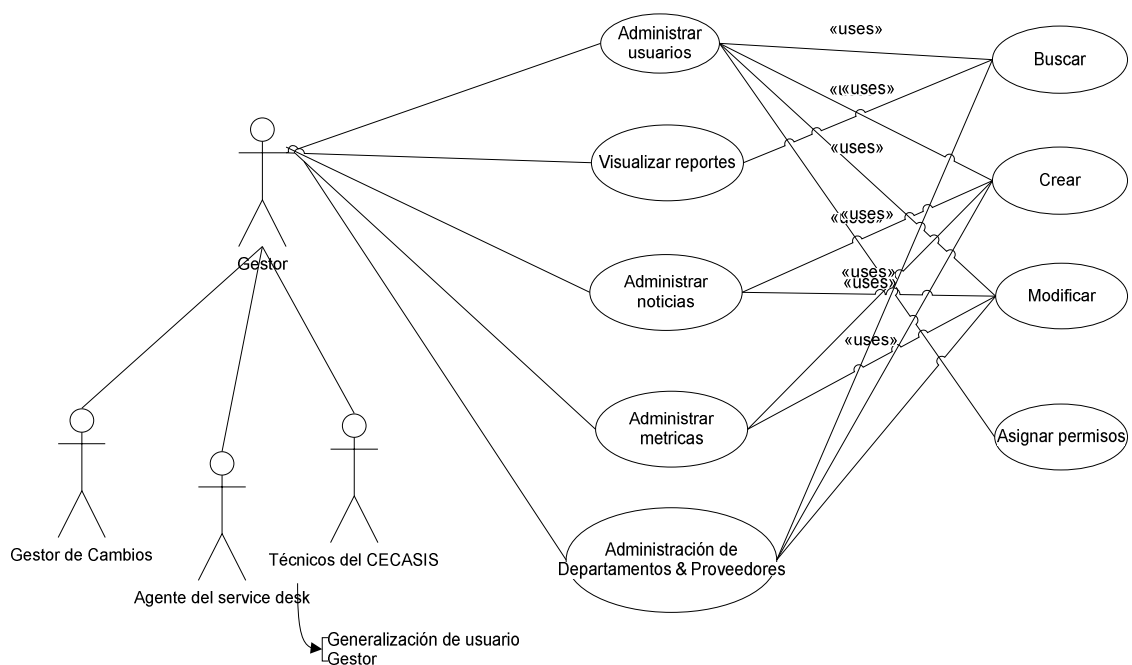 Administrar
usuarios
«uses»
Buscar
«uses»
Visualizar reportes
«uses»
Crear
Gestor
«uses»
Administrar
noticias
«uses»
«uses»
Modificar
«uses»
Administrar
metricas
Asignar permisos
Gestor de Cambios
Agente del service desk
Técnicos del CECASIS
Administración de
Departamentos & Proveedores
Generalización de usuario
Gestor